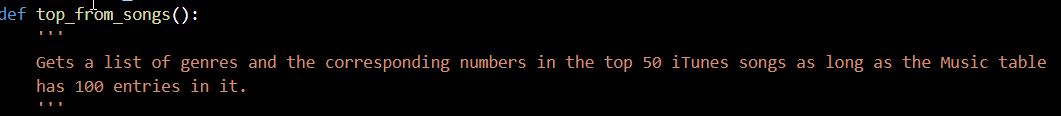 def top_from_songs():
'''
Gets a list of genres and the corresponding numbers in the top 50 iTunes songs as long as the Music table
has 100 entries in it.
'''